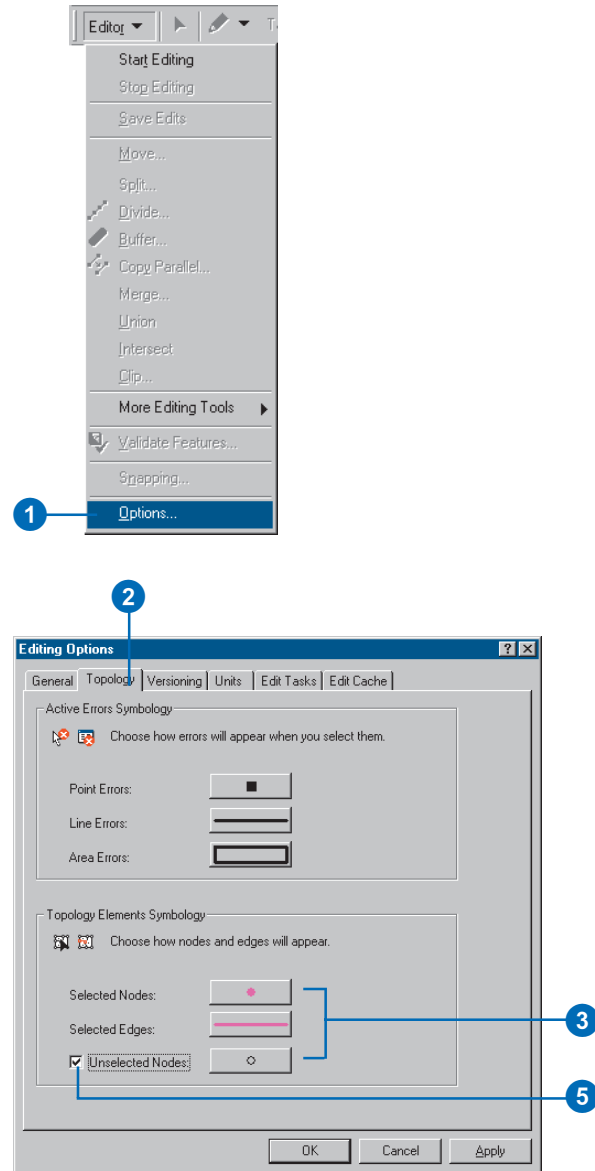 Editor
Start Editing
Stop Editing
Save Edits
Move...
Split...
Divide...
Buffer...
Copy Parallel...
Merge...
Union
Intersect
Clip...
More Editing Tools
Validate Features...
Snapping...
1
Options...
2
Editing Options
General Topology Versioning Units Edit Tasks Edit Cache
Active Errors Symbology
Choose how errors will appear when you select them.
Point Errors:
Line Errors:
Area Errors:
Topology Elements Symbology
Choose how nodes and edges will appear.
Selected Nodes:
3
Selected Edges:
Unselected Nodes:
5
OK Cancel Apply